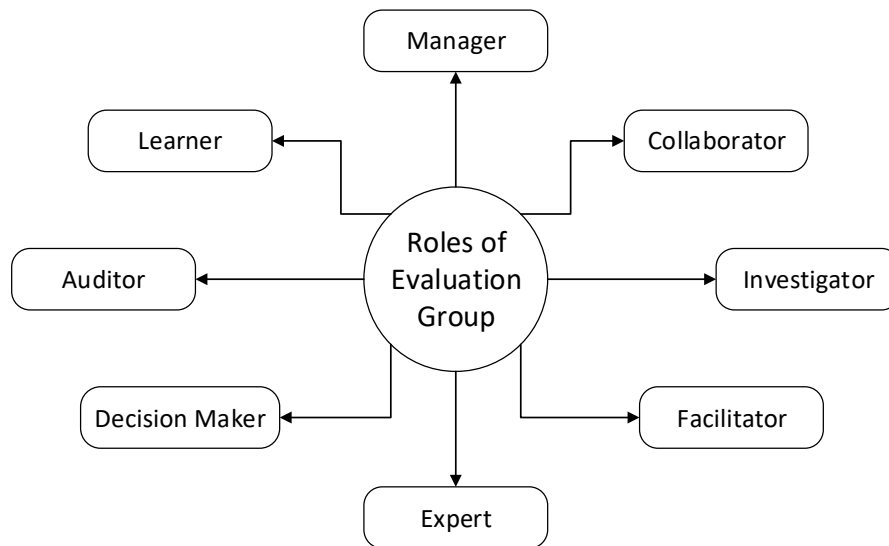 Manager
Learner
Collaborator
Roles of
Evaluation
Group
Auditor
Investigator
Decision Maker
Facilitator
Expert